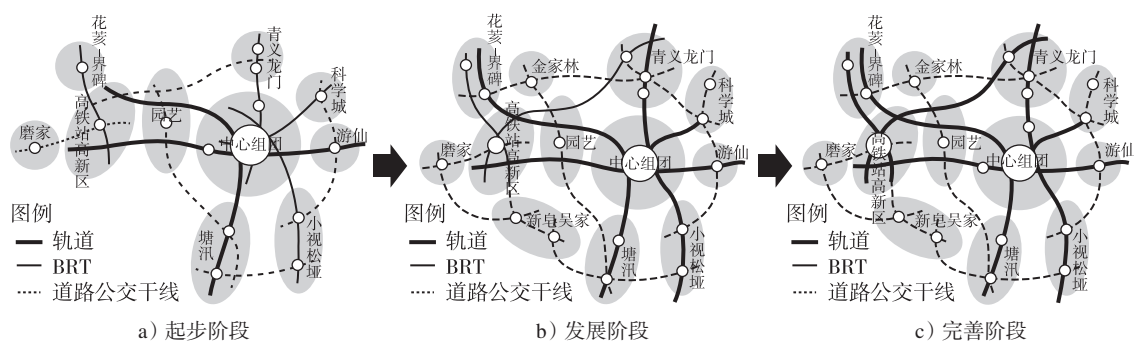 花荄—界碑
青义龙门
科学城
高铁站高新区
园艺
磨家
中心组团
游仙
塘汛
小视松垭
图例
轨道
BRT
道路公交干线
a）起步阶段
花荄—界碑
金家林
青义龙门
科学城
高铁站高新区
园艺
磨家
中心组团
游仙
新皂吴家
塘汛
小视松垭
图例
轨道
BRT
道路公交干线
b）发展阶段
花荄—界碑
金家林
青义龙门
科学城
高铁站高新区
园艺
磨家
中心组团
游仙
新皂吴家
塘汛
小视松垭
图例
轨道
BRT
道路公交干线
c）完善阶段